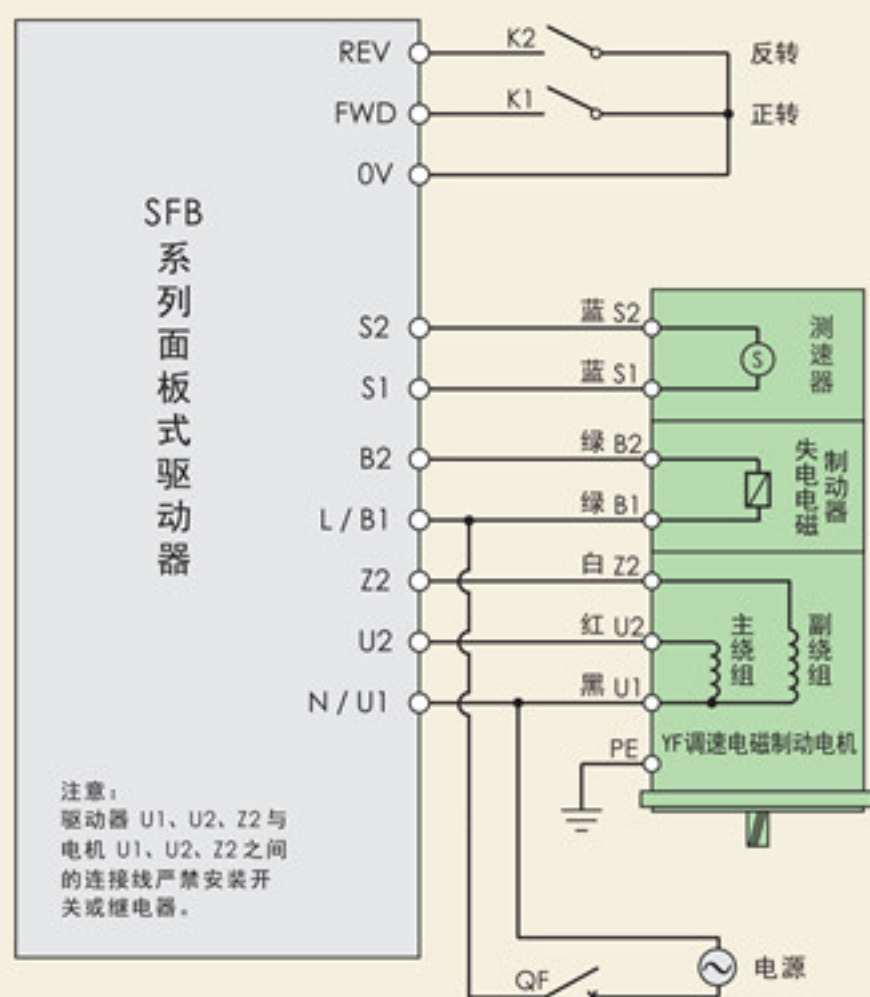 REV
K2
反转
FWD
K1
正转
0V
SFB
系列面板式驱动器
S2
蓝 S2
S1
蓝 S1
S
测速器
B2
绿 B2
L / B1
绿 B1
失电电磁
制动器
Z2
白 Z2
U2
红 U2
N / U1
黑 U1
主绕组
副绕组
PE
YF调速电磁制动电机
注意：
驱动器 U1、U2、Z2 与
电机 U1、U2、Z2 之间
的连接线严禁安装开
关或继电器。
QF
电源